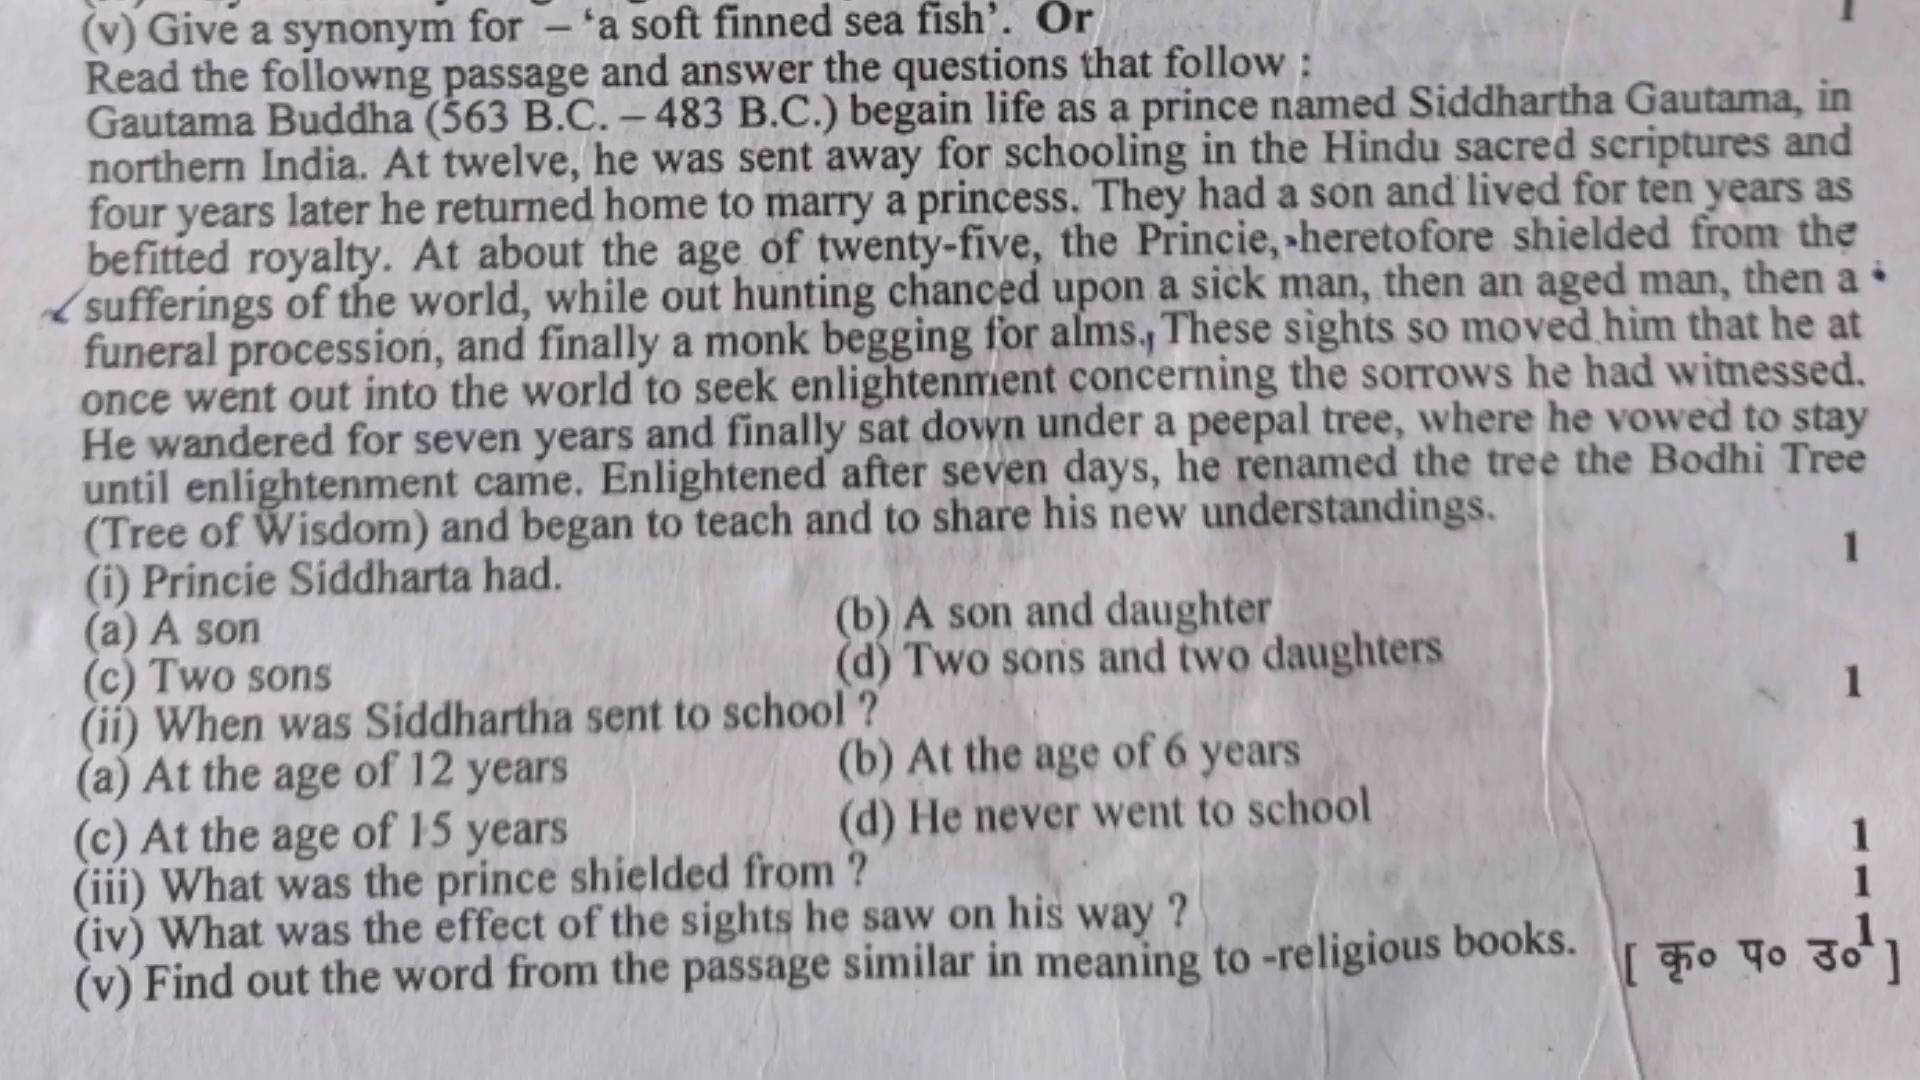 (v) Give a synonym for – ‘a soft finned sea fish’. Or 1
Read the followng passage and answer the questions that follow :
Gautama Buddha (563 B.C. – 483 B.C.) begain life as a prince named Siddhartha Gautama, in
northern India. At twelve, he was sent away for schooling in the Hindu sacred scriptures and
four years later he returned home to marry a princess. They had a son and lived for ten years as
befitted royalty. At about the age of twenty-five, the Princie, heretofore shielded from the
sufferings of the world, while out hunting chanced upon a sick man, then an aged man, then a
funeral procession, and finally a monk begging for alms. These sights so moved him that he at
once went out into the world to seek enlightenment concerning the sorrows he had witnessed.
He wandered for seven years and finally sat down under a peepal tree, where he vowed to stay
until enlightenment came. Enlightened after seven days, he renamed the tree the Bodhi Tree
(Tree of Wisdom) and began to teach and to share his new understandings.
(i) Princie Siddharta had. 1
(a) A son (b) A son and daughter
(c) Two sons (d) Two sons and two daughters
(ii) When was Siddhartha sent to school ? 1
(a) At the age of 12 years (b) At the age of 6 years
(c) At the age of 15 years (d) He never went to school
(iii) What was the prince shielded from ? 1
(iv) What was the effect of the sights he saw on his way ? 1
(v) Find out the word from the passage similar in meaning to -religious books. 1
[ कृ० प० उ० ]